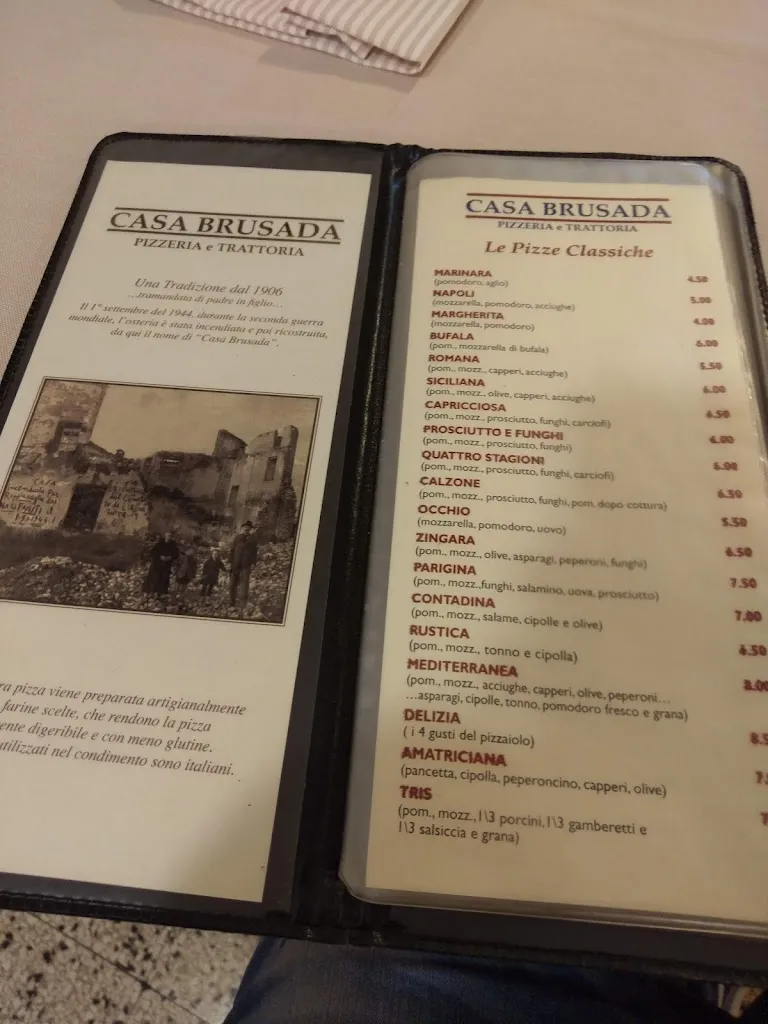 CASA BRUSADA
PIZZERIA e TRATTORIA
Una Tradizione dal 1906
...tramandata di padre in figlio...
Il 1° settembre del 1944, durante la seconda guerra
mondiale, l'osteria è stata incendiata e poi ricostruita,
da qui il nome di "Casa Brusada".
pizza viene preparata artigianalmente
farine scelte, che rendono la pizza
digeribile e con meno glutine.
utilizzati nel condimento sono italiani.
CASA BRUSADA
PIZZERIA e TRATTORIA
Le Pizze Classiche
MARINARA 4.50
(pomodoro, aglio)
NAPOLI 5.00
(mozzarella, pomodoro, acciughe)
MARGHERITA 4.00
(mozzarella, pomodoro)
BUFALA 6.00
(pom., mozzarella di bufala)
ROMANA 5.50
(pom., mozz., capperi, acciughe)
SICILIANA 6.00
(pom., mozz., olive, capperi, acciughe)
CAPRICCIOSA 6.50
(pom., mozz., prosciutto, funghi, carciofi)
PROSCIUTTO E FUNGHI 6.00
(pom., mozz., prosciutto, funghi)
QUATTRO STAGIONI 6.00
(pom., mozz., prosciutto, funghi, carciofi)
CALZONE 6.50
(pom., mozz., prosciutto, funghi, pom. dopo cottura)
OCCHIO 5.50
(mozzarella, pomodoro, uovo)
ZINGARA 6.50
(pom., mozz., olive, asparagi, peperoni, funghi)
PARIGINA 7.50
(pom., mozz.,funghi, salamino, uova, prosciutto)
CONTADINA 7.00
(pom., mozz., salame, cipolle e olive)
RUSTICA 6.50
(pom., mozz., tonno e cipolla)
MEDITERRANEA 8.00
(pom., mozz., acciughe, capperi, olive, peperoni...
...asparagi, cipolle, tonno, pomodoro fresco e grana)
DELIZIA
( i 4 gusti del pizzaiolo)
AMATRICIANA
(pancetta, cipolla, peperoncino, capperi, olive)
TRIS
(pom., mozz.,1\3 porcini,1\3 gamberetti e
1\3 salsiccia e grana)